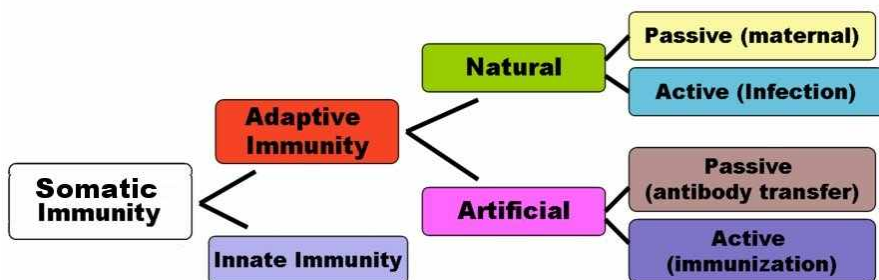 Somatic
Immunity
Adaptive
Immunity
Innate Immunity
Natural
Artificial
Passive (maternal)
Active (Infection)
Passive
(antibody transfer)
Active
(immunization)